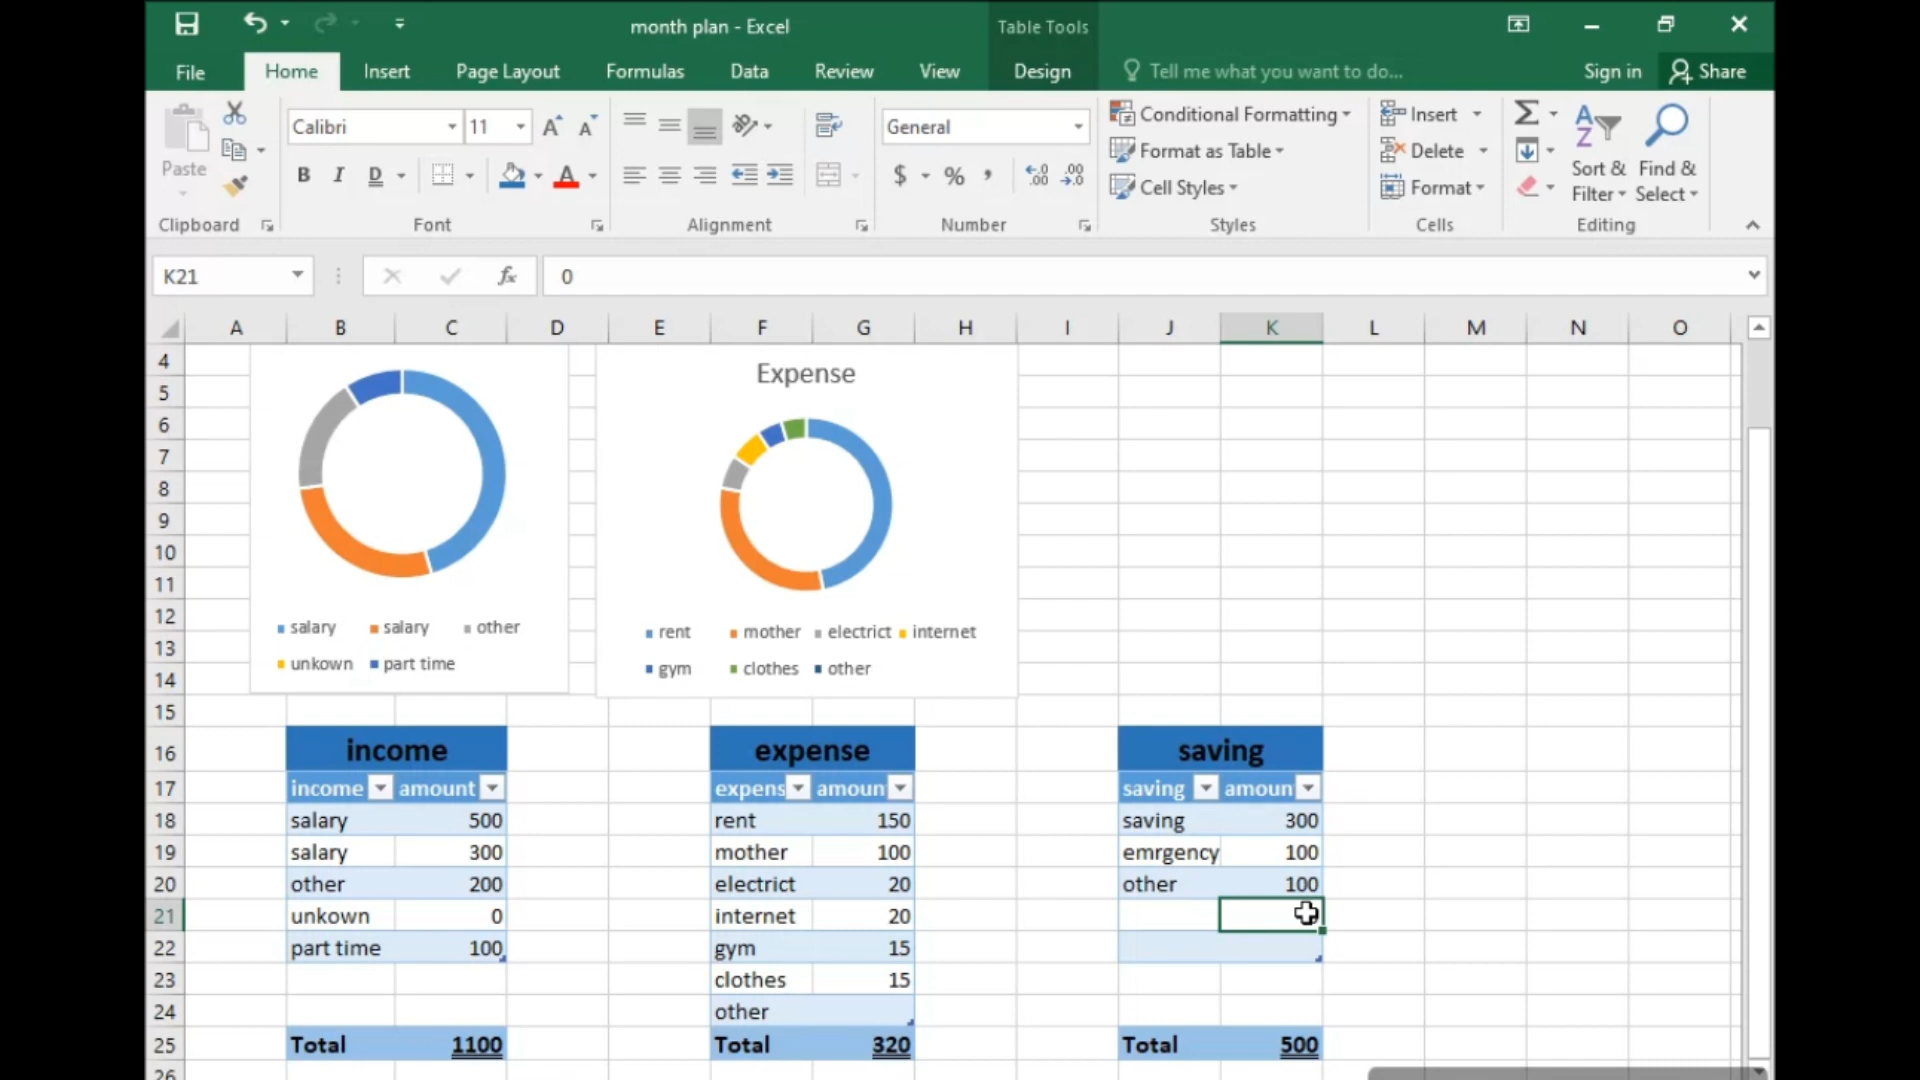 month plan - Excel
Table Tools
File Home Insert Page Layout Formulas Data Review View Design Tell me what you want to do... Sign in Share
Paste
Calibri 11
General
B I D
$ % ,
Conditional Formatting
Format as Table
Cell Styles
Insert
Delete
Format
Sort & Filter
Find & Select
Clipboard Font Alignment Number Styles Cells Editing
K21 fx 0
A B C D E F G H I J K L M N O
4
5
6
7
8
9
10
11
12
13
14
15
salary salary other
unkown part time
Expense
rent mother electrict internet
gym clothes other
16 income expense saving
17 income amount expens amoun saving amoun
18 salary 500 rent 150 saving 300
19 salary 300 mother 100 emrgency 100
20 other 200 electrict 20 other 100
21 unkown 0 internet 20
22 part time 100 gym 15
23 clothes 15
24 other
25 Total 1100 Total 320 Total 500
26